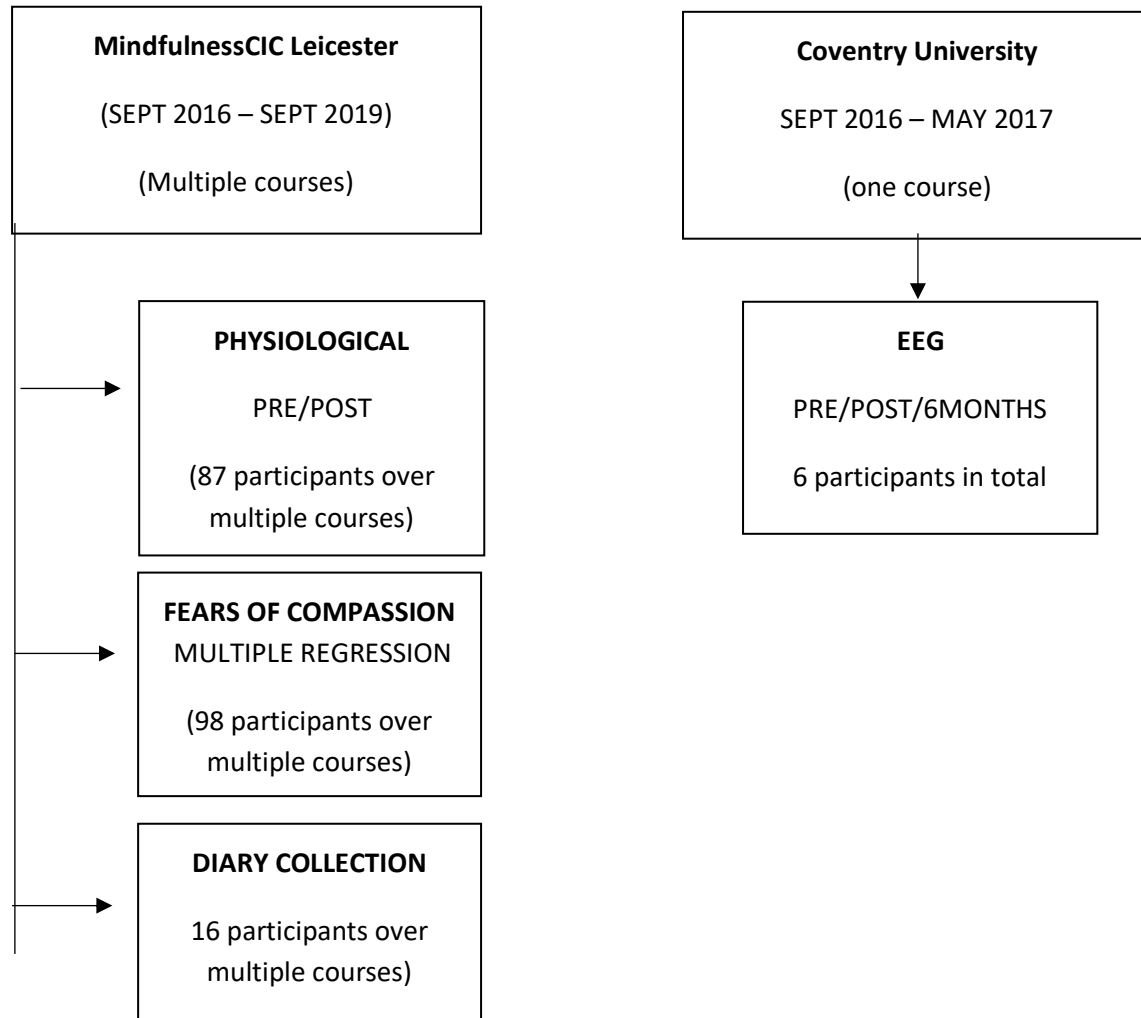 MindfulnessCIC Leicester
(SEPT 2016 – SEPT 2019)
(Multiple courses)
PHYSIOLOGICAL
PRE/POST
(87 participants over
multiple courses)
FEARS OF COMPASSION
MULTIPLE REGRESSION
(98 participants over
multiple courses)
DIARY COLLECTION
16 participants over
multiple courses)
Coventry University
SEPT 2016 – MAY 2017
(one course)
EEG
PRE/POST/6MONTHS
6 participants in total